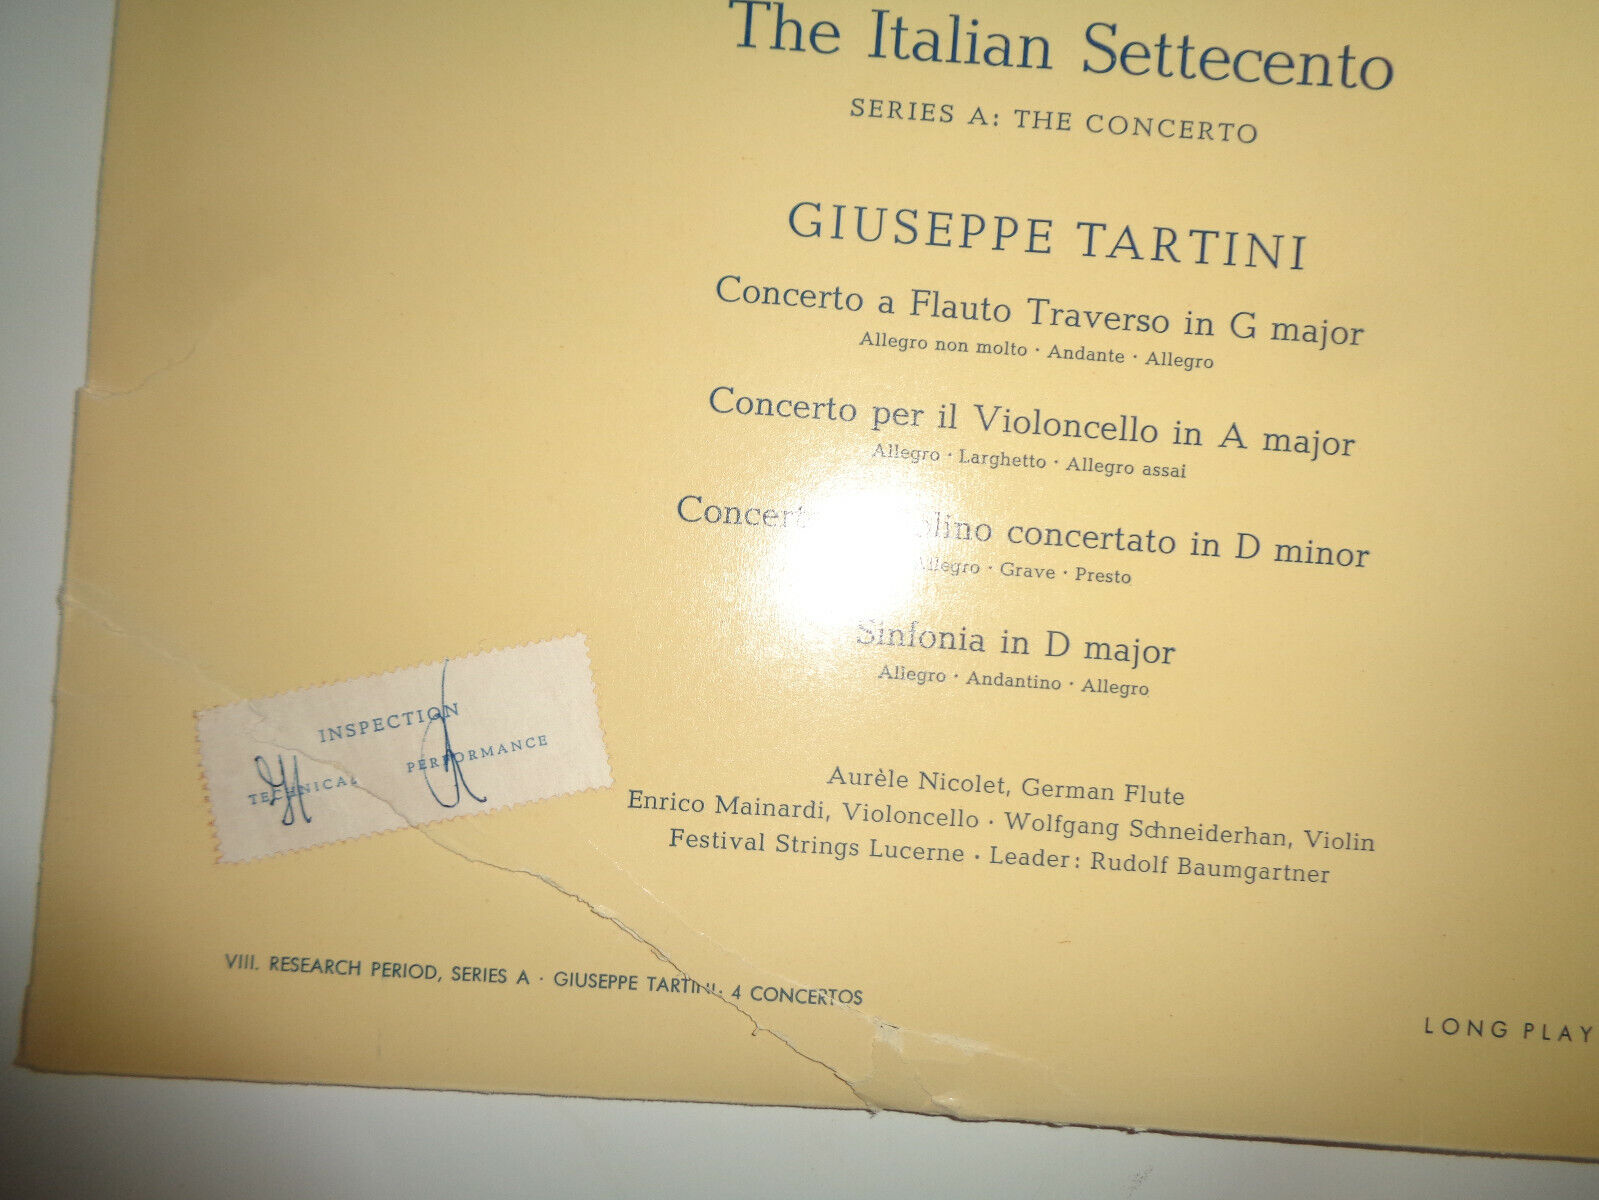 The Italian Settecento
SERIES A: THE CONCERTO
GIUSEPPE TARTINI
Concerto a Flauto Traverso in G major
Allegro non molto · Andante · Allegro
Concerto per il Violoncello in A major
Allegro · Larghetto · Allegro assai
concertato in D minor
Allegro · Grave · Presto
Sinfonia in D major
Allegro · Andantino · Allegro
INSPECTION
TECHNICAL PERFORMANCE
Aurèle Nicolet, German Flute
Enrico Mainardi, Violoncello · Wolfgang Schneiderhan, Violin
Festival Strings Lucerne · Leader: Rudolf Baumgartner
VIII. RESEARCH PERIOD, SERIES A · GIUSEPPE TARTINI: 4 CONCERTOS
LONG PLAY